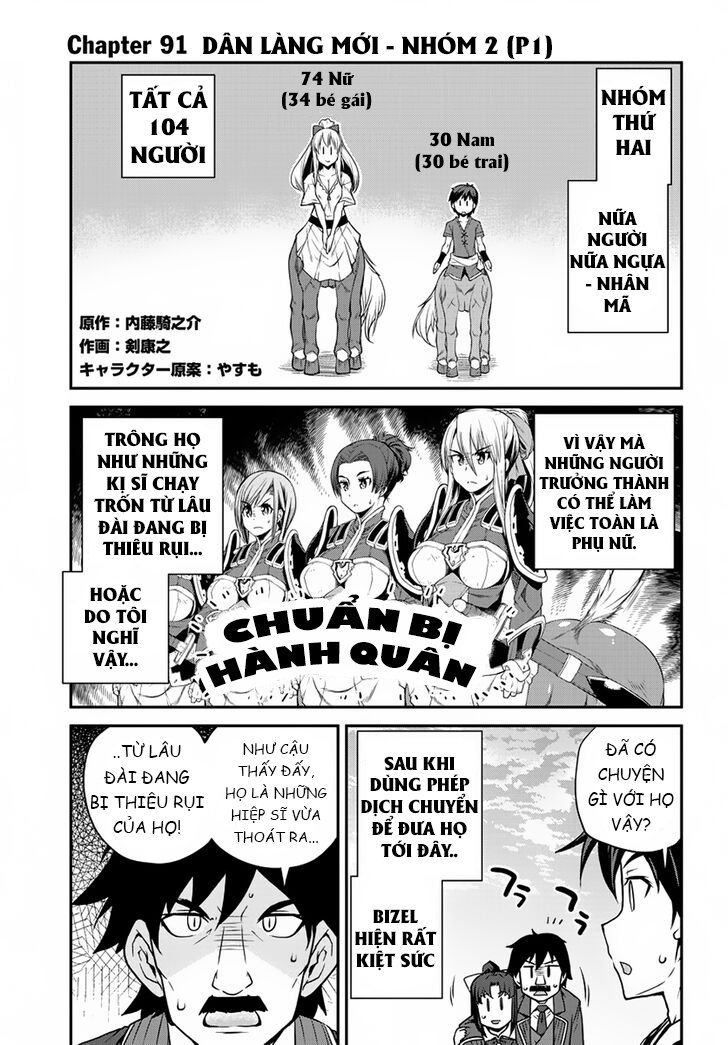 Chapter 91 DÂN LÀNG MỚI - NHÓM 2 (P1)
NHÓM
THỨ
HAI
NỮA
NGƯỜI
NỮA NGỰA
- NHÂN
MÃ
30 Nam
(30 bé trai)
74 Nữ
(34 bé gái)
TẤT CẢ
104
NGƯỜI
原作：内藤騎之介
作画：剣康之
キャラクター原案：やすも
VÌ VẬY MÀ
NHỮNG NGƯỜI
TRƯỞNG THÀNH
CÓ THỂ LÀM
VIỆC TOÀN LÀ
PHỤ NỮ.
TRÔNG HỌ
NHƯ NHỮNG
KỊ SĨ CHẠY
TRỐN TỪ LÂU
ĐÀI ĐANG BỊ
THIÊU RỤI...
HOẶC
DO TÔI
NGHĨ
VẬY...
CHUẨN BỊ
HÀNH QUÂN
ĐÃ CÓ
CHUYỆN
GÌ VỚI HỌ
VẬY?
SAU KHI
DÙNG PHÉP
DỊCH CHUYỂN
ĐỂ ĐƯA HỌ
TỚI ĐÂY..
BIZEL
HIỆN RẤT
KIỆT SỨC
NHƯ CẬU
THẤY ĐẤY,
HỌ LÀ NHỮNG
HIỆP SĨ VỪA
THOÁT RA...
..TỪ LÂU
ĐÀI ĐANG
BỊ THIÊU RỤI
CỦA HỌ!